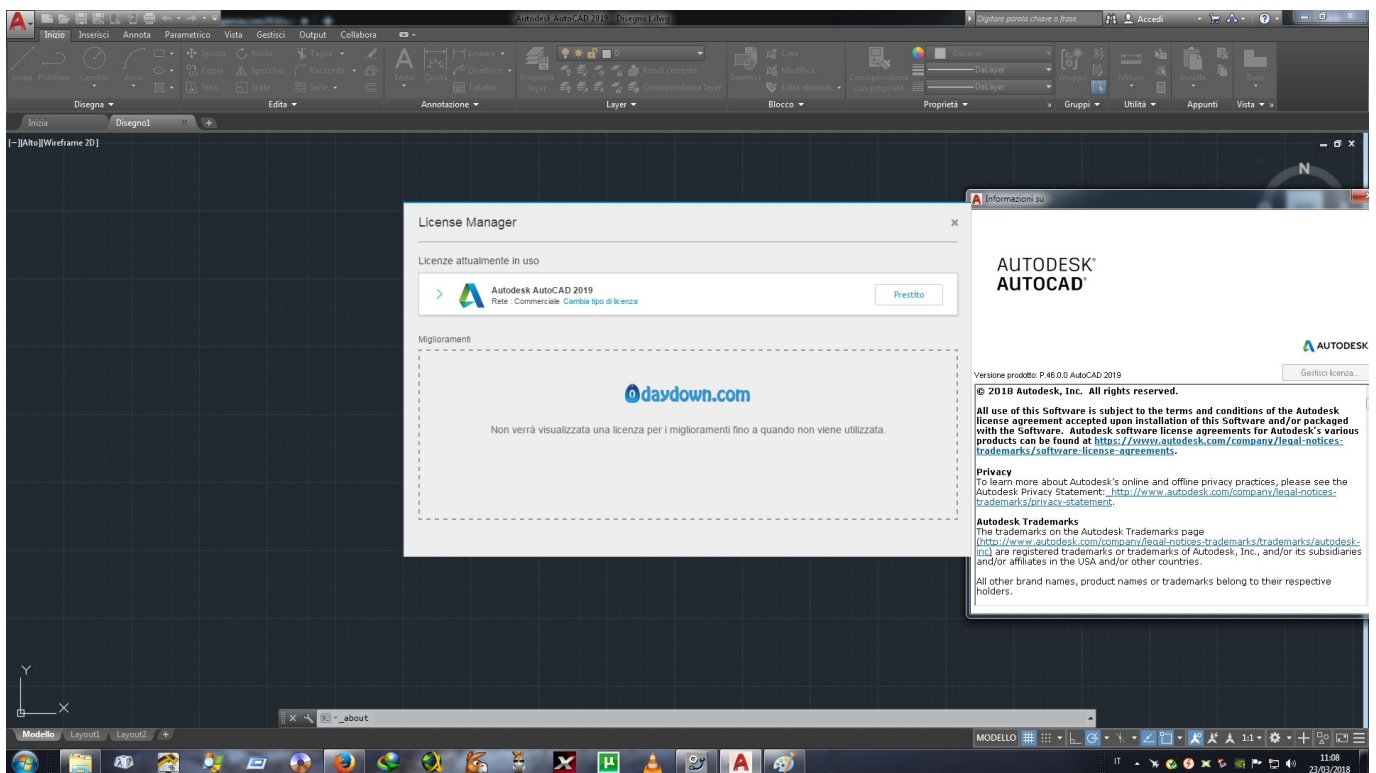 Autodesk AutoCAD 2019 Disegno1.dwg
Digitare parola chiave o frase
Accedi
Inizio Inserisci Annota Parametrico Vista Gestisci Output Collabora
Linea Polilinea Cerchio Arco
Sposta Ruota Taglia
Copia Specchio Raccorda
Stira Scala Serie
Testo Quota
Lineare
Direttrice
Tabella
Proprietà layer
0
Rendi corrente
Corrispondenza layer
Inserisci
Crea
Modifica
Edita attributi
Corrispondenza con proprietà
DaLayer
DaLayer
DaLayer
Gruppo
Misura
Incolla
Base
Disegna
Edita
Annotazione
Layer
Blocco
Proprietà
Gruppi
Utilità
Appunti
Vista
Inizia
Disegno1
[−][Alto][Wireframe 2D]
N
License Manager
Licenze attualmente in uso
Autodesk AutoCAD 2019
Rete : Commerciale Cambia tipo di licenza
Prestito
Miglioramenti
0daydown.com
Non verrà visualizzata una licenza per i miglioramenti fino a quando non viene utilizzata.
Informazioni su
AUTODESK®
AUTOCAD®
AUTODESK
Versione prodotto: P.46.0.0 AutoCAD 2019
Gestisci licenza...
© 2018 Autodesk, Inc. All rights reserved.
All use of this Software is subject to the terms and conditions of the Autodesk
license agreement accepted upon installation of this Software and/or packaged
with the Software. Autodesk software license agreements for Autodesk's various
products can be found at https://www.autodesk.com/company/legal-notices-
trademarks/software-license-agreements.
Privacy
To learn more about Autodesk's online and offline privacy practices, please see the
Autodesk Privacy Statement: http://www.autodesk.com/company/legal-notices-
trademarks/privacy-statement.
Autodesk Trademarks
The trademarks on the Autodesk Trademarks page
(http://www.autodesk.com/company/legal-notices-trademarks/trademarks/autodesk-
inc) are registered trademarks or trademarks of Autodesk, Inc., and/or its subsidiaries
and/or affiliates in the USA and/or other countries.
All other brand names, product names or trademarks belong to their respective
holders.
Y
X
_about
Modello Layout1 Layout2
MODELLO
1:1
IT
11:08
23/03/2018